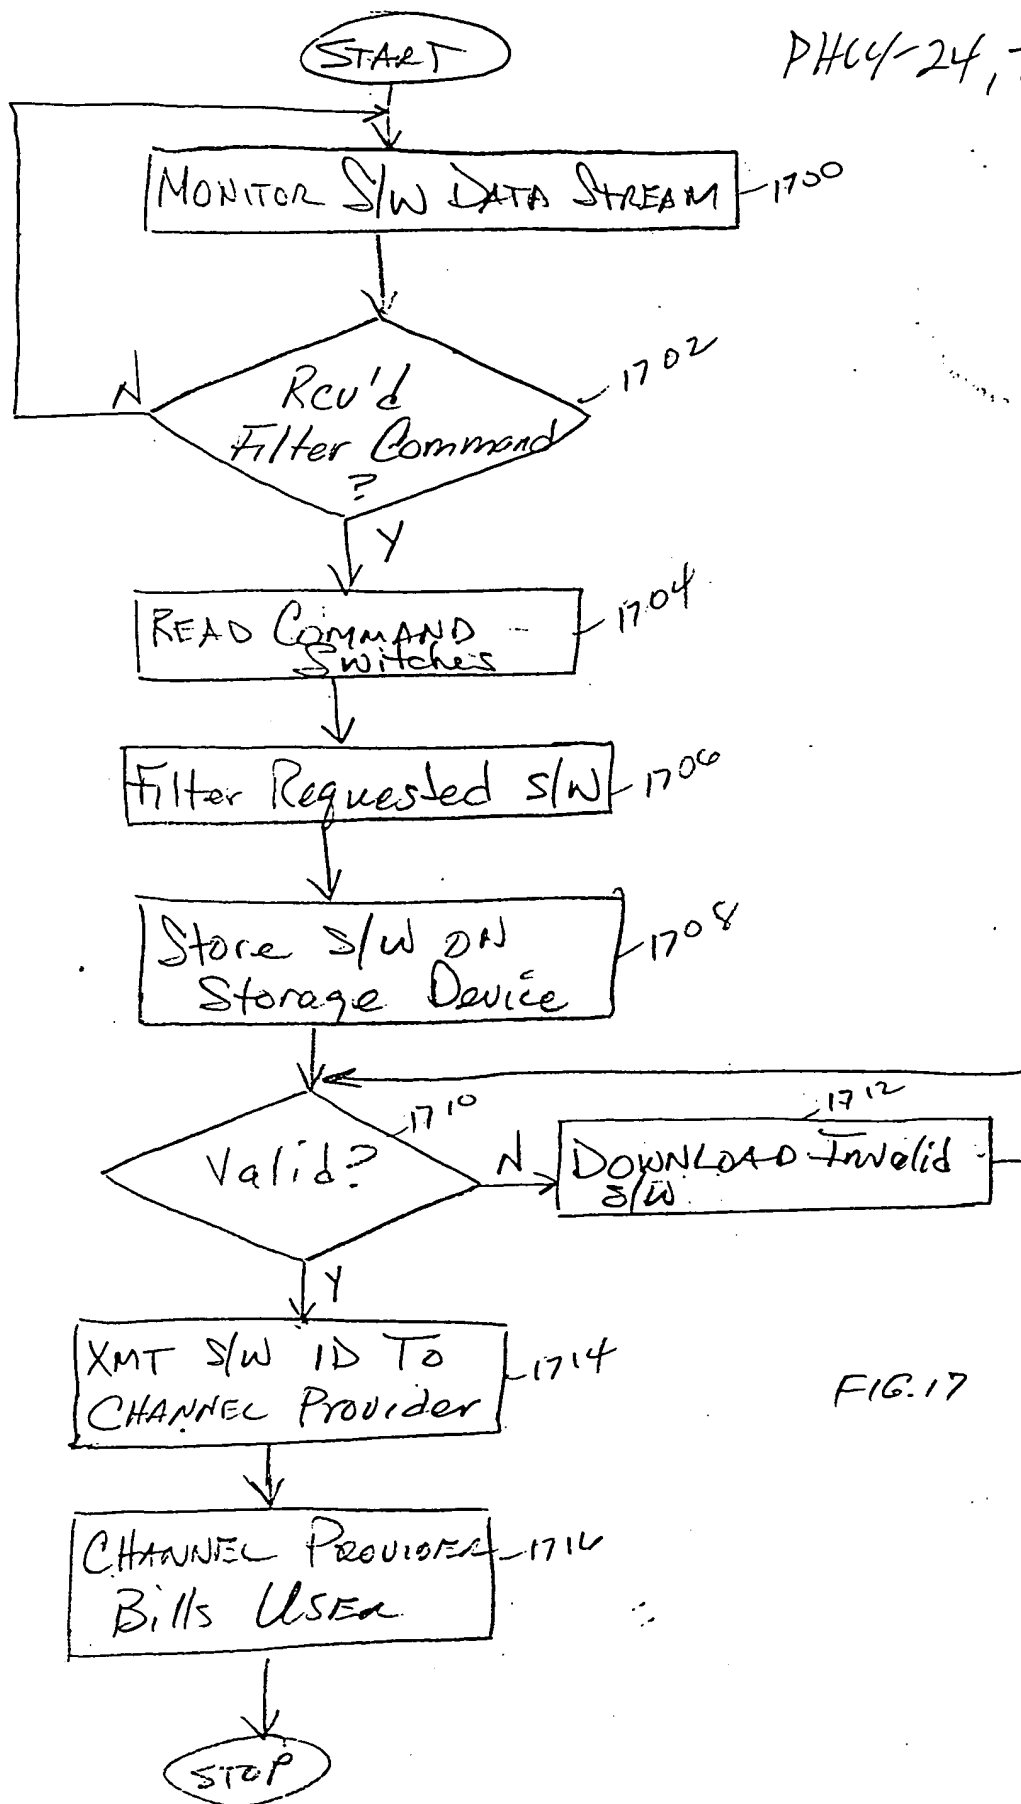 START
PHCY-24,
MONITOR S/W DATA STREAM
1700
N
Rcv'd
Filter Command
?
1702
Y
READ COMMAND
Switches
1704
Filter Requested S/W
1706
Store S/W ON
Storage Device
1708
Valid?
1710
N
1712
DOWNLOAD Invalid
S/W
Y
XMT S/W ID TO
CHANNEL Provider
1714
FIG.17
CHANNEL PROVIDER
Bills USER
1716
STOP